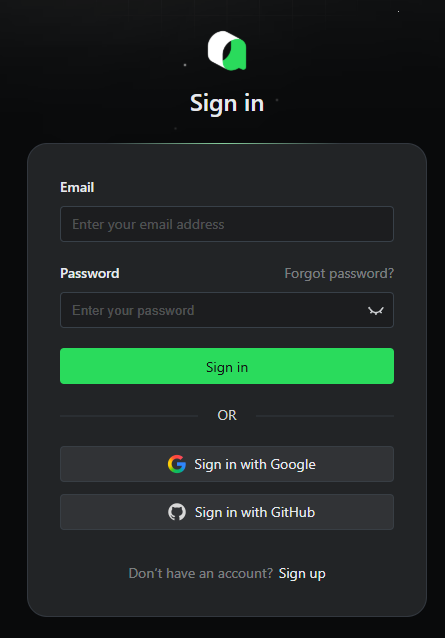 Sign in
Email
Enter your email address
Password Forgot password?
Enter your password
Sign in
OR
Sign in with Google
Sign in with GitHub
Don't have an account? Sign up